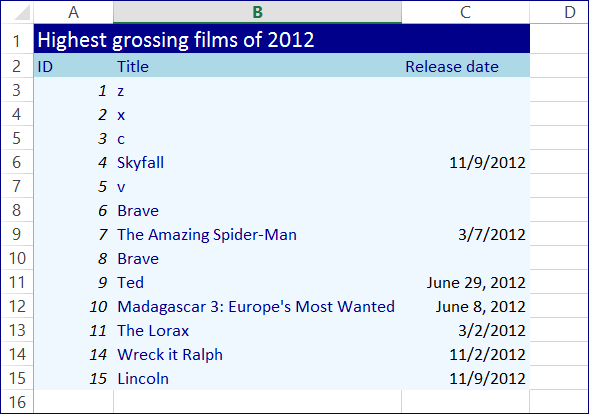 A B C D
1 Highest grossing films of 2012
2 ID Title Release date
3 1 z
4 2 x
5 3 c
6 4 Skyfall 11/9/2012
7 5 v
8 6 Brave
9 7 The Amazing Spider-Man 3/7/2012
10 8 Brave
11 9 Ted June 29, 2012
12 10 Madagascar 3: Europe's Most Wanted June 8, 2012
13 11 The Lorax 3/2/2012
14 14 Wreck it Ralph 11/2/2012
15 15 Lincoln 11/9/2012
16